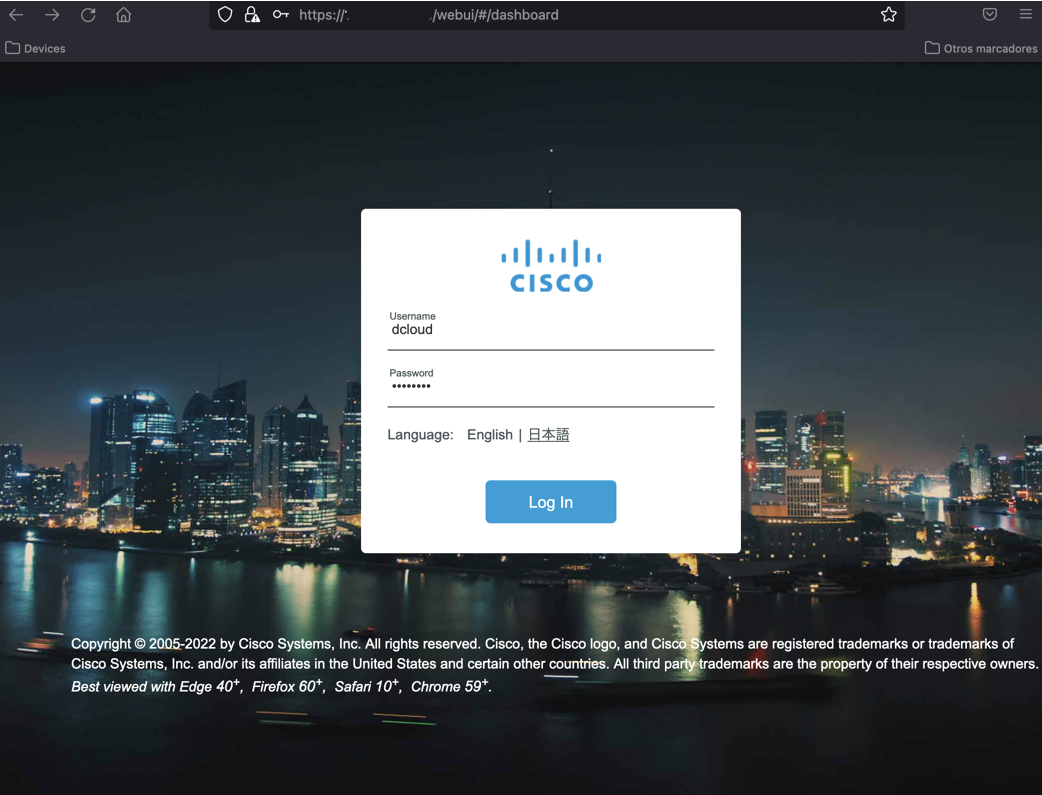 https:// /webui/#/dashboard
Devices
Otros marcadores
CISCO
Username
dcloud
Password
••••••••
Language: English | 日本語
Log In
Copyright © 2005-2022 by Cisco Systems, Inc. All rights reserved. Cisco, the Cisco logo, and Cisco Systems are registered trademarks or trademarks of
Cisco Systems, Inc. and/or its affiliates in the United States and certain other countries. All third party trademarks are the property of their respective owners.
Best viewed with Edge 40+, Firefox 60+, Safari 10+, Chrome 59+.